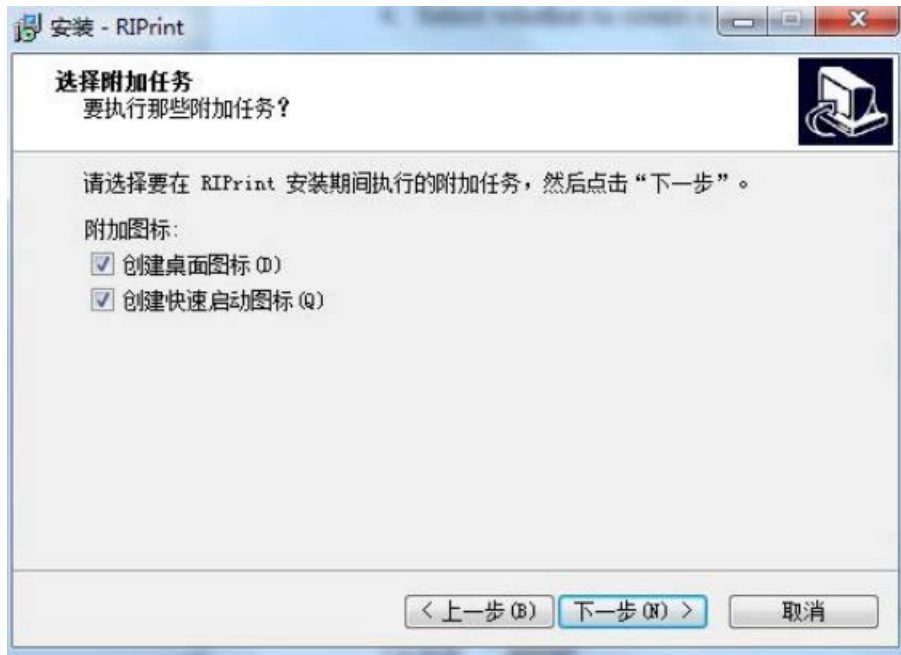 安装 - RIPrint
选择附加任务
要执行那些附加任务?
请选择要在 RIPrint 安装期间执行的附加任务，然后点击“下一步”。
附加图标:
创建桌面图标(D)
创建快速启动图标(Q)
< 上一步(B)
下一步(N) >
取消